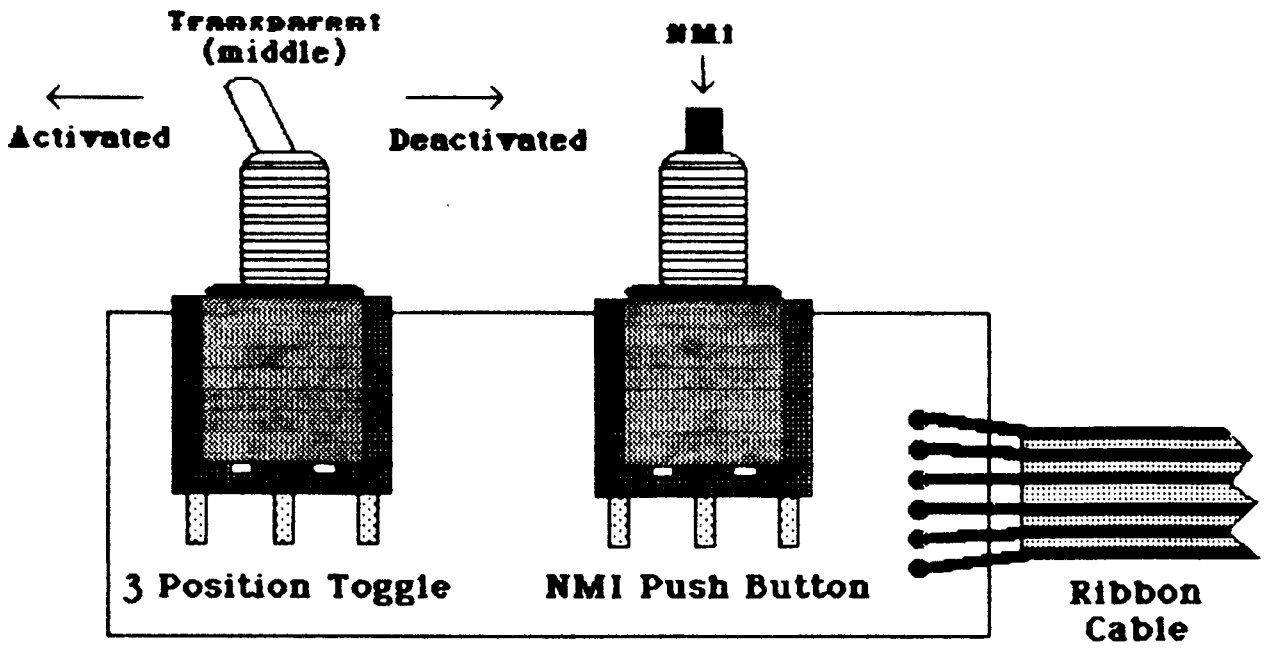 Transparent
(middle)
NMI
Activated
Deactivated
3 Position Toggle
NMI Push Button
Ribbon
Cable